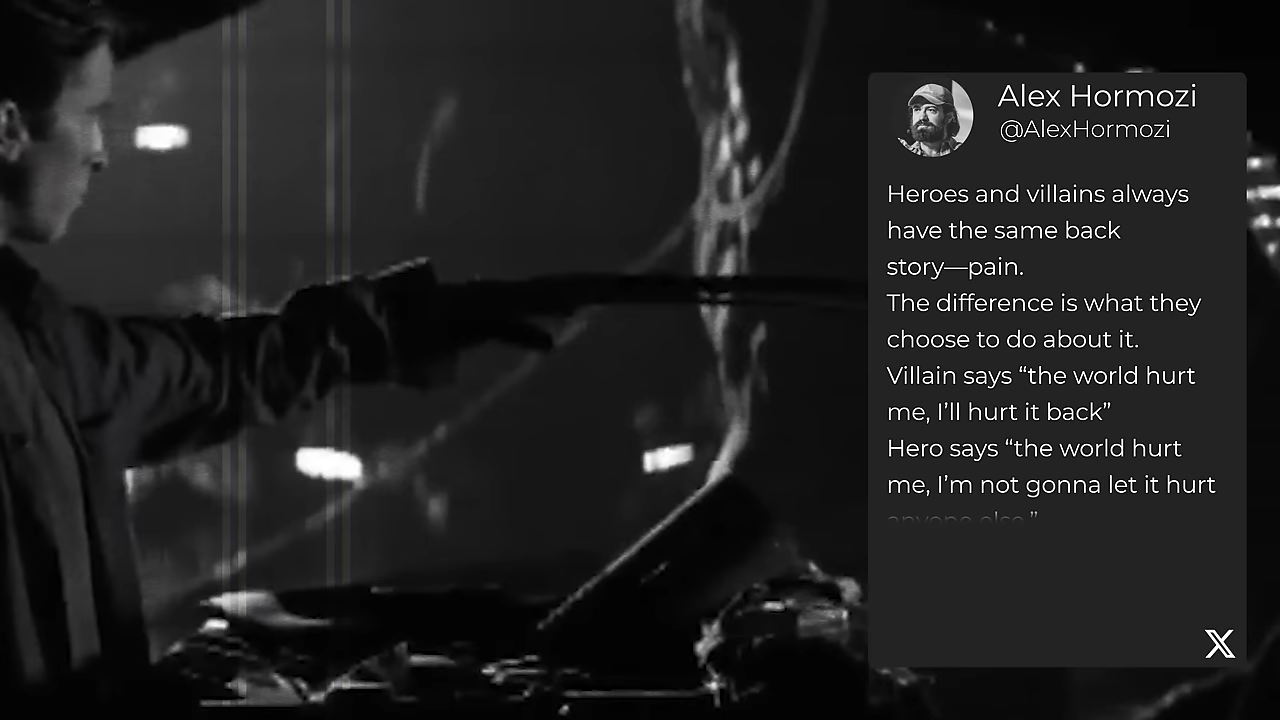 Alex Hormozi
@AlexHormozi
Heroes and villains always
have the same back
story—pain.
The difference is what they
choose to do about it.
Villain says “the world hurt
me, I’ll hurt it back”
Hero says “the world hurt
me, I’m not gonna let it hurt
anyone else.”